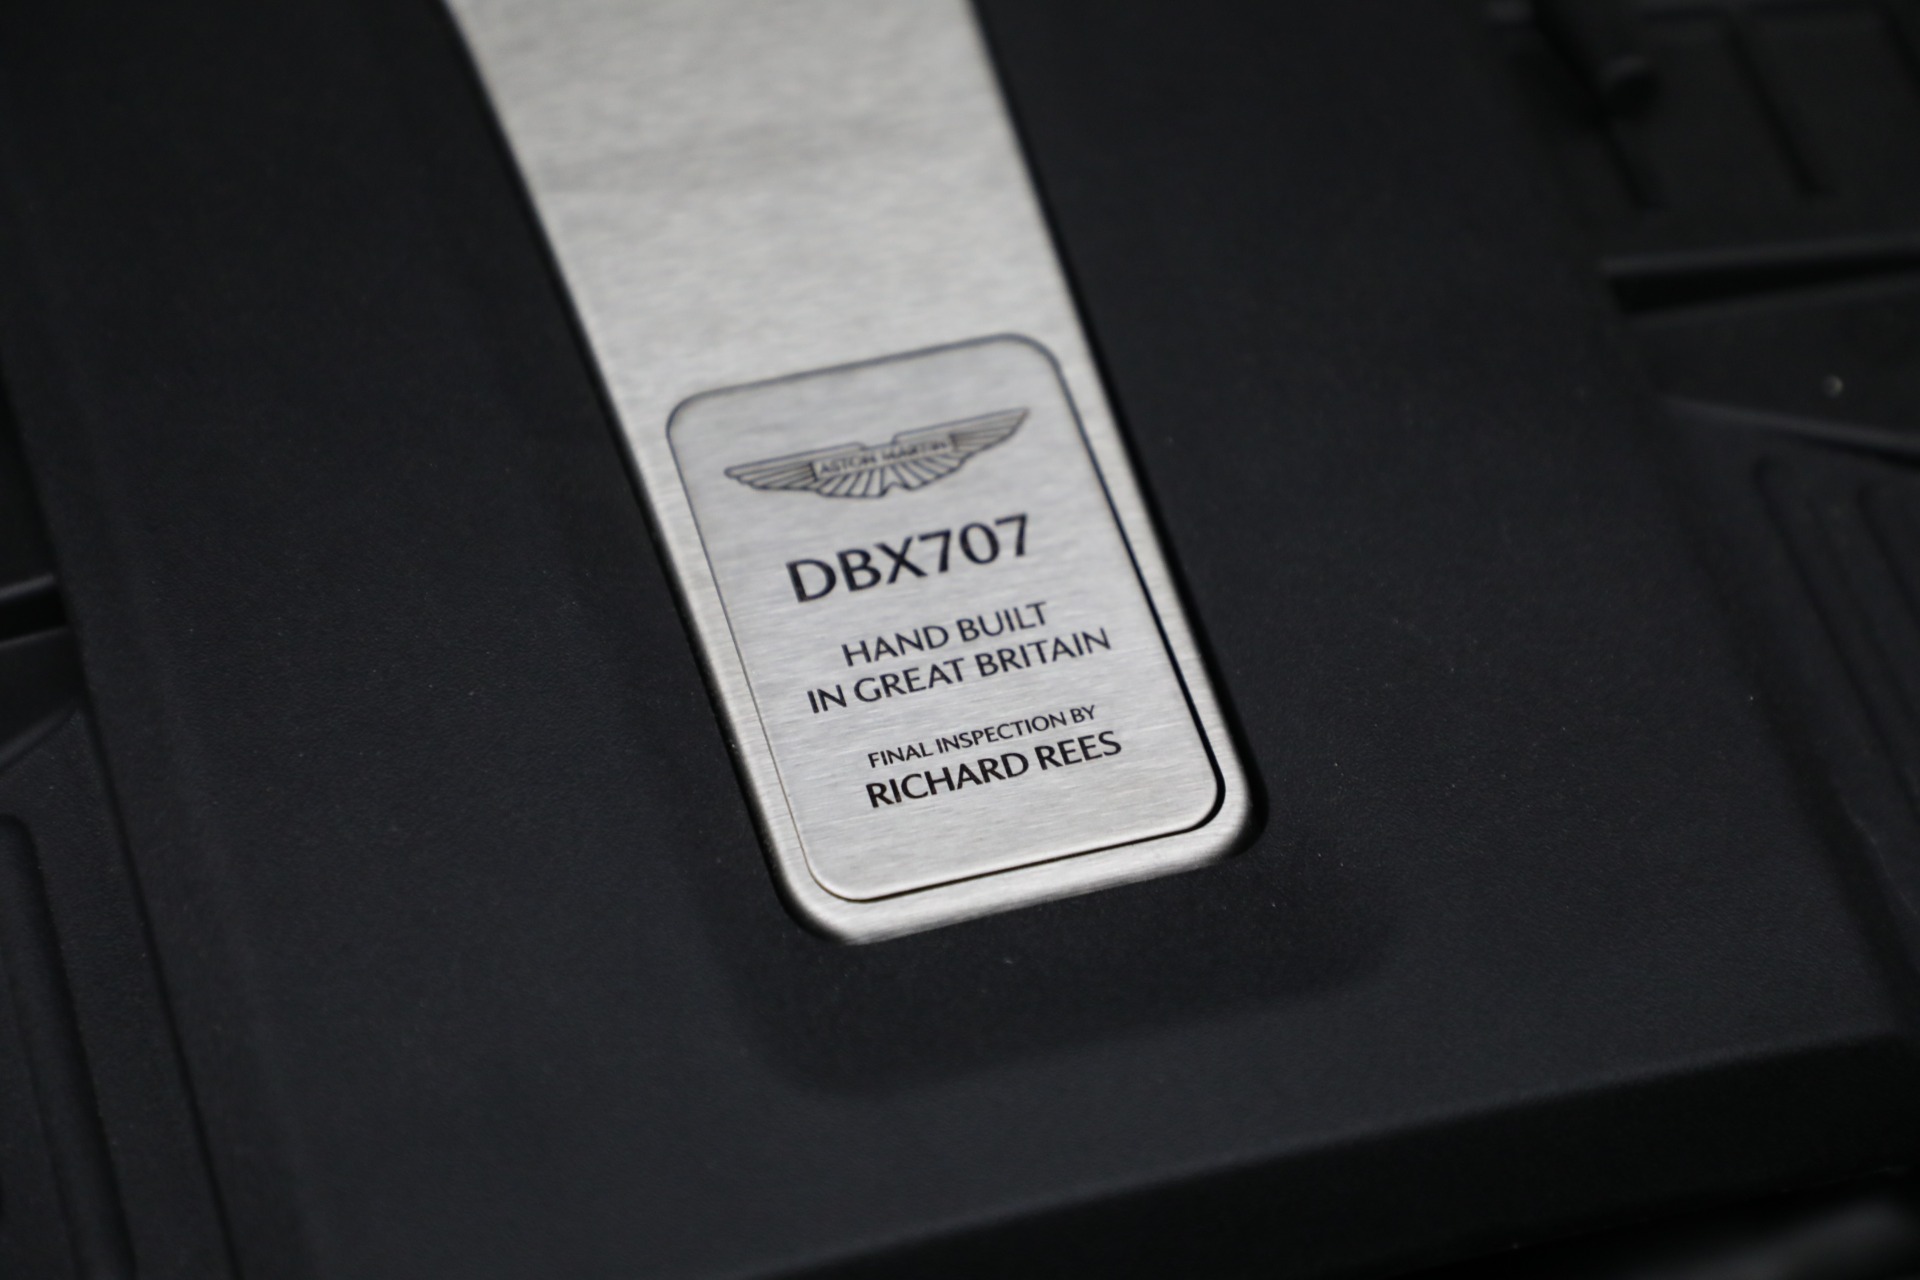 ASTON MARTIN
DBX707
HAND BUILT
IN GREAT BRITAIN
FINAL INSPECTION BY
RICHARD REES